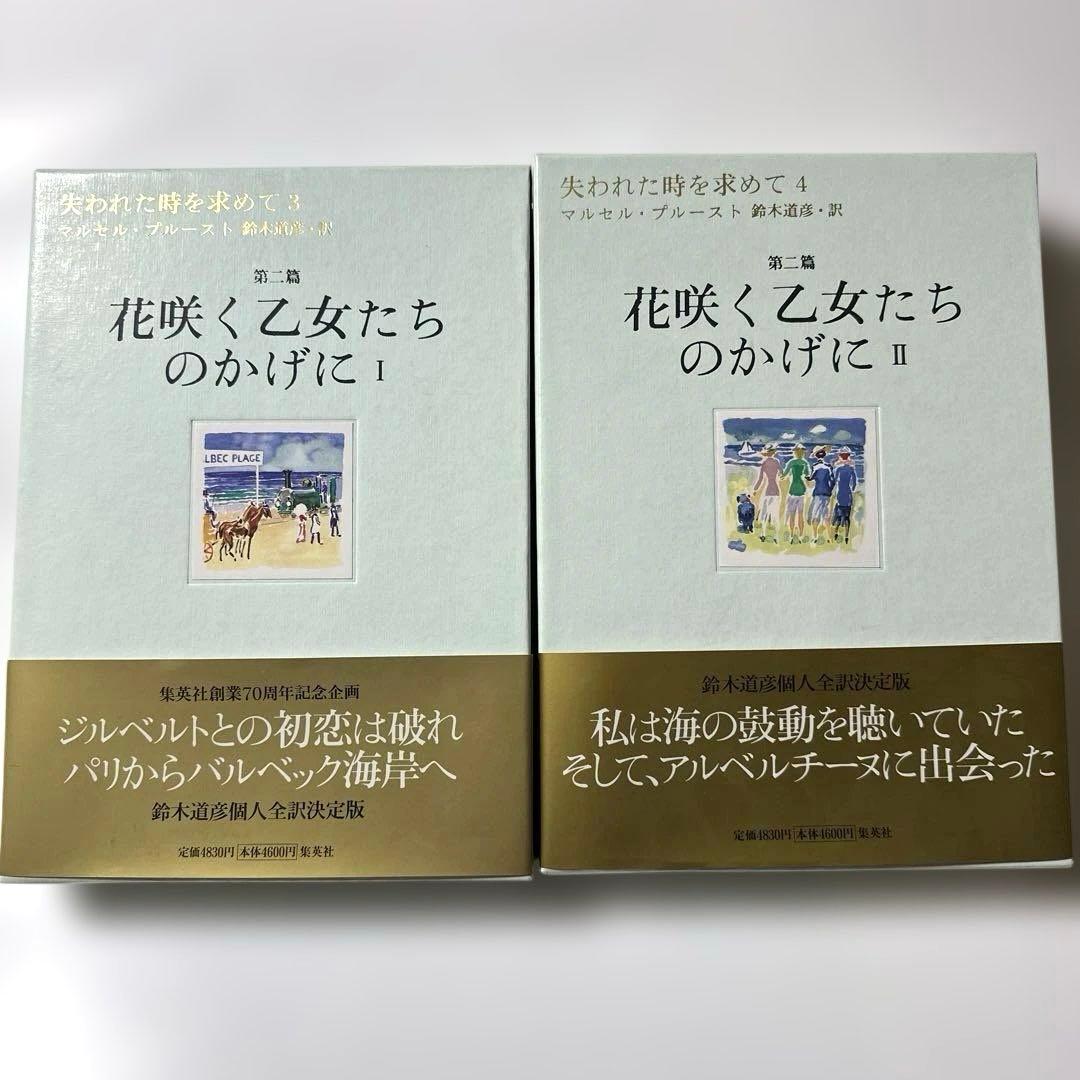 失われた時を求めて 3
マルセル・プルースト 鈴木道彦・訳
第二篇
花咲く乙女たち
のかげに I
LBEC PLAGE
集英社創業70周年記念企画
ジルベルトとの初恋は破れ
パリからバルベック海岸へ
鈴木道彦個人全訳決定版
定価4830円 本体4600円 集英社
失われた時を求めて 4
マルセル・プルースト 鈴木道彦・訳
第二篇
花咲く乙女たち
のかげに II
鈴木道彦個人全訳決定版
私は海の鼓動を聴いていた
そして、アルベルチーヌに出会った
定価4830円 本体4600円 集英社